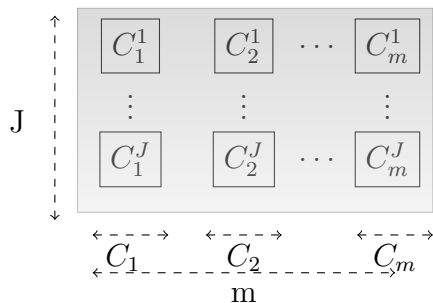 C_1^1 C_2^1 ⋯ C_m^1
⋮ ⋮ ⋮
J
C_1^J C_2^J ⋯ C_m^J
C_1 C_2 C_m
m